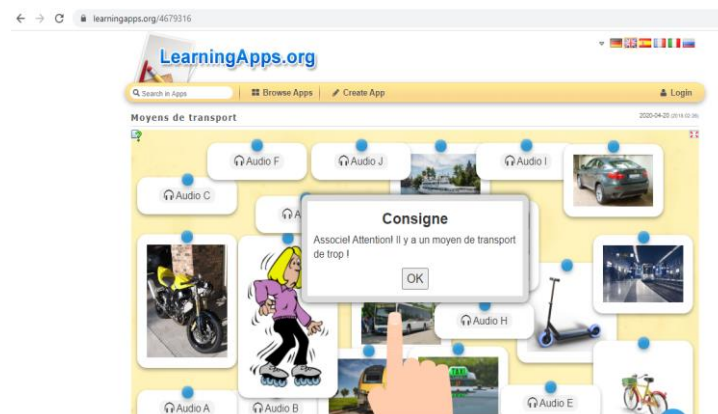 learningapps.org/4679316
LearningApps.org
Search in Apps
Browse Apps
Create App
Login
Moyens de transport
2020-04-20
Audio F
Audio J
Audio I
Audio C
A
Consigne
Associe! Attention! Il y a un moyen de transport
de trop !
OK
Audio H
TAXI
Audio A
Audio B
Audio E